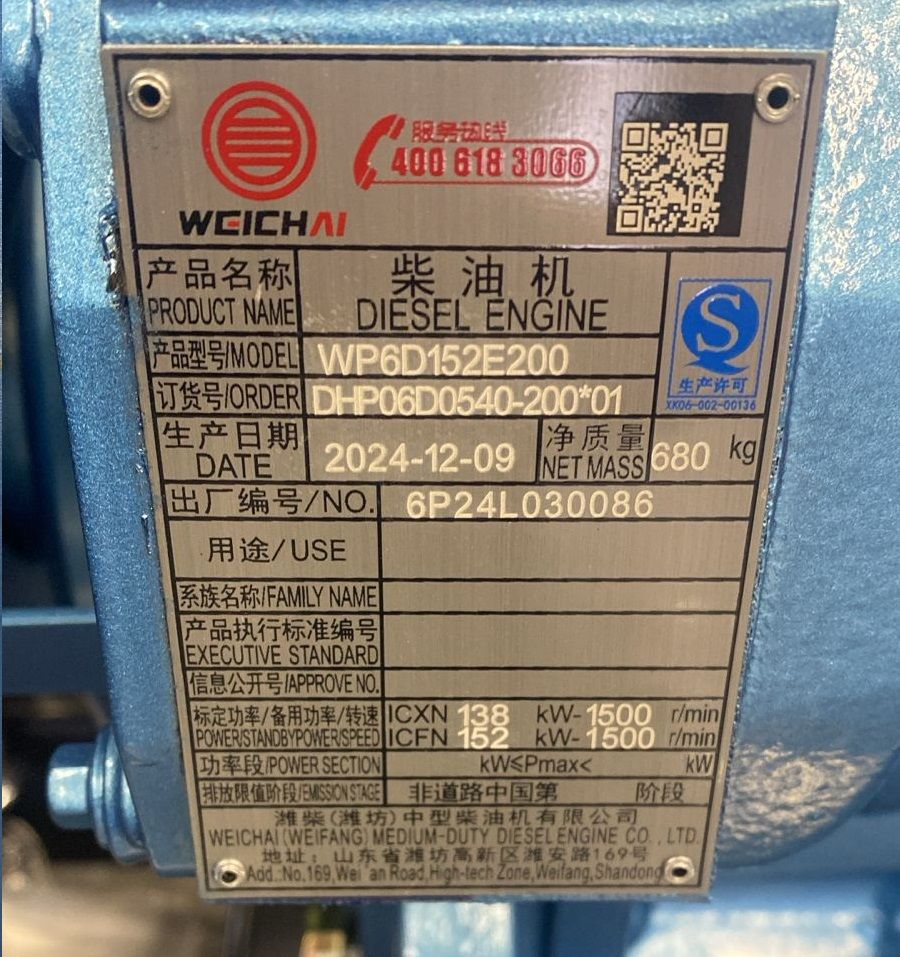 服务热线
400 618 3066
WEICHAI
产品名称
PRODUCT NAME
柴油机
DIESEL ENGINE
产品型号/MODEL WP6D152E200
订货号/ORDER DHP06D0540-200*01
生产许可
XK06-002-00136
生产日期
DATE
2024-12-09
净质量
NET MASS
680 kg
出厂编号/NO. 6P24L030086
用途/USE
系族名称/FAMILY NAME
产品执行标准编号
EXECUTIVE STANDARD
信息公开号/APPROVE NO.
标定功率/备用功率/转速
POWER/STANDBYPOWER/SPEED
ICXN 138 kW- 1500 r/min
ICFN 152 kW- 1500 r/min
功率段/POWER SECTION kW≤Pmax< kW
排放限值阶段/EMISSION STAGE 非道路中国第 阶段
潍柴(潍坊)中型柴油机有限公司
WEICHAI(WEIFANG) MEDIUM-DUTY DIESEL ENGINE CO., LTD.
地址: 山东省潍坊高新区潍安路169号
Add.:No.169,Wei'an Road,High-tech Zone,Weifang,Shandong